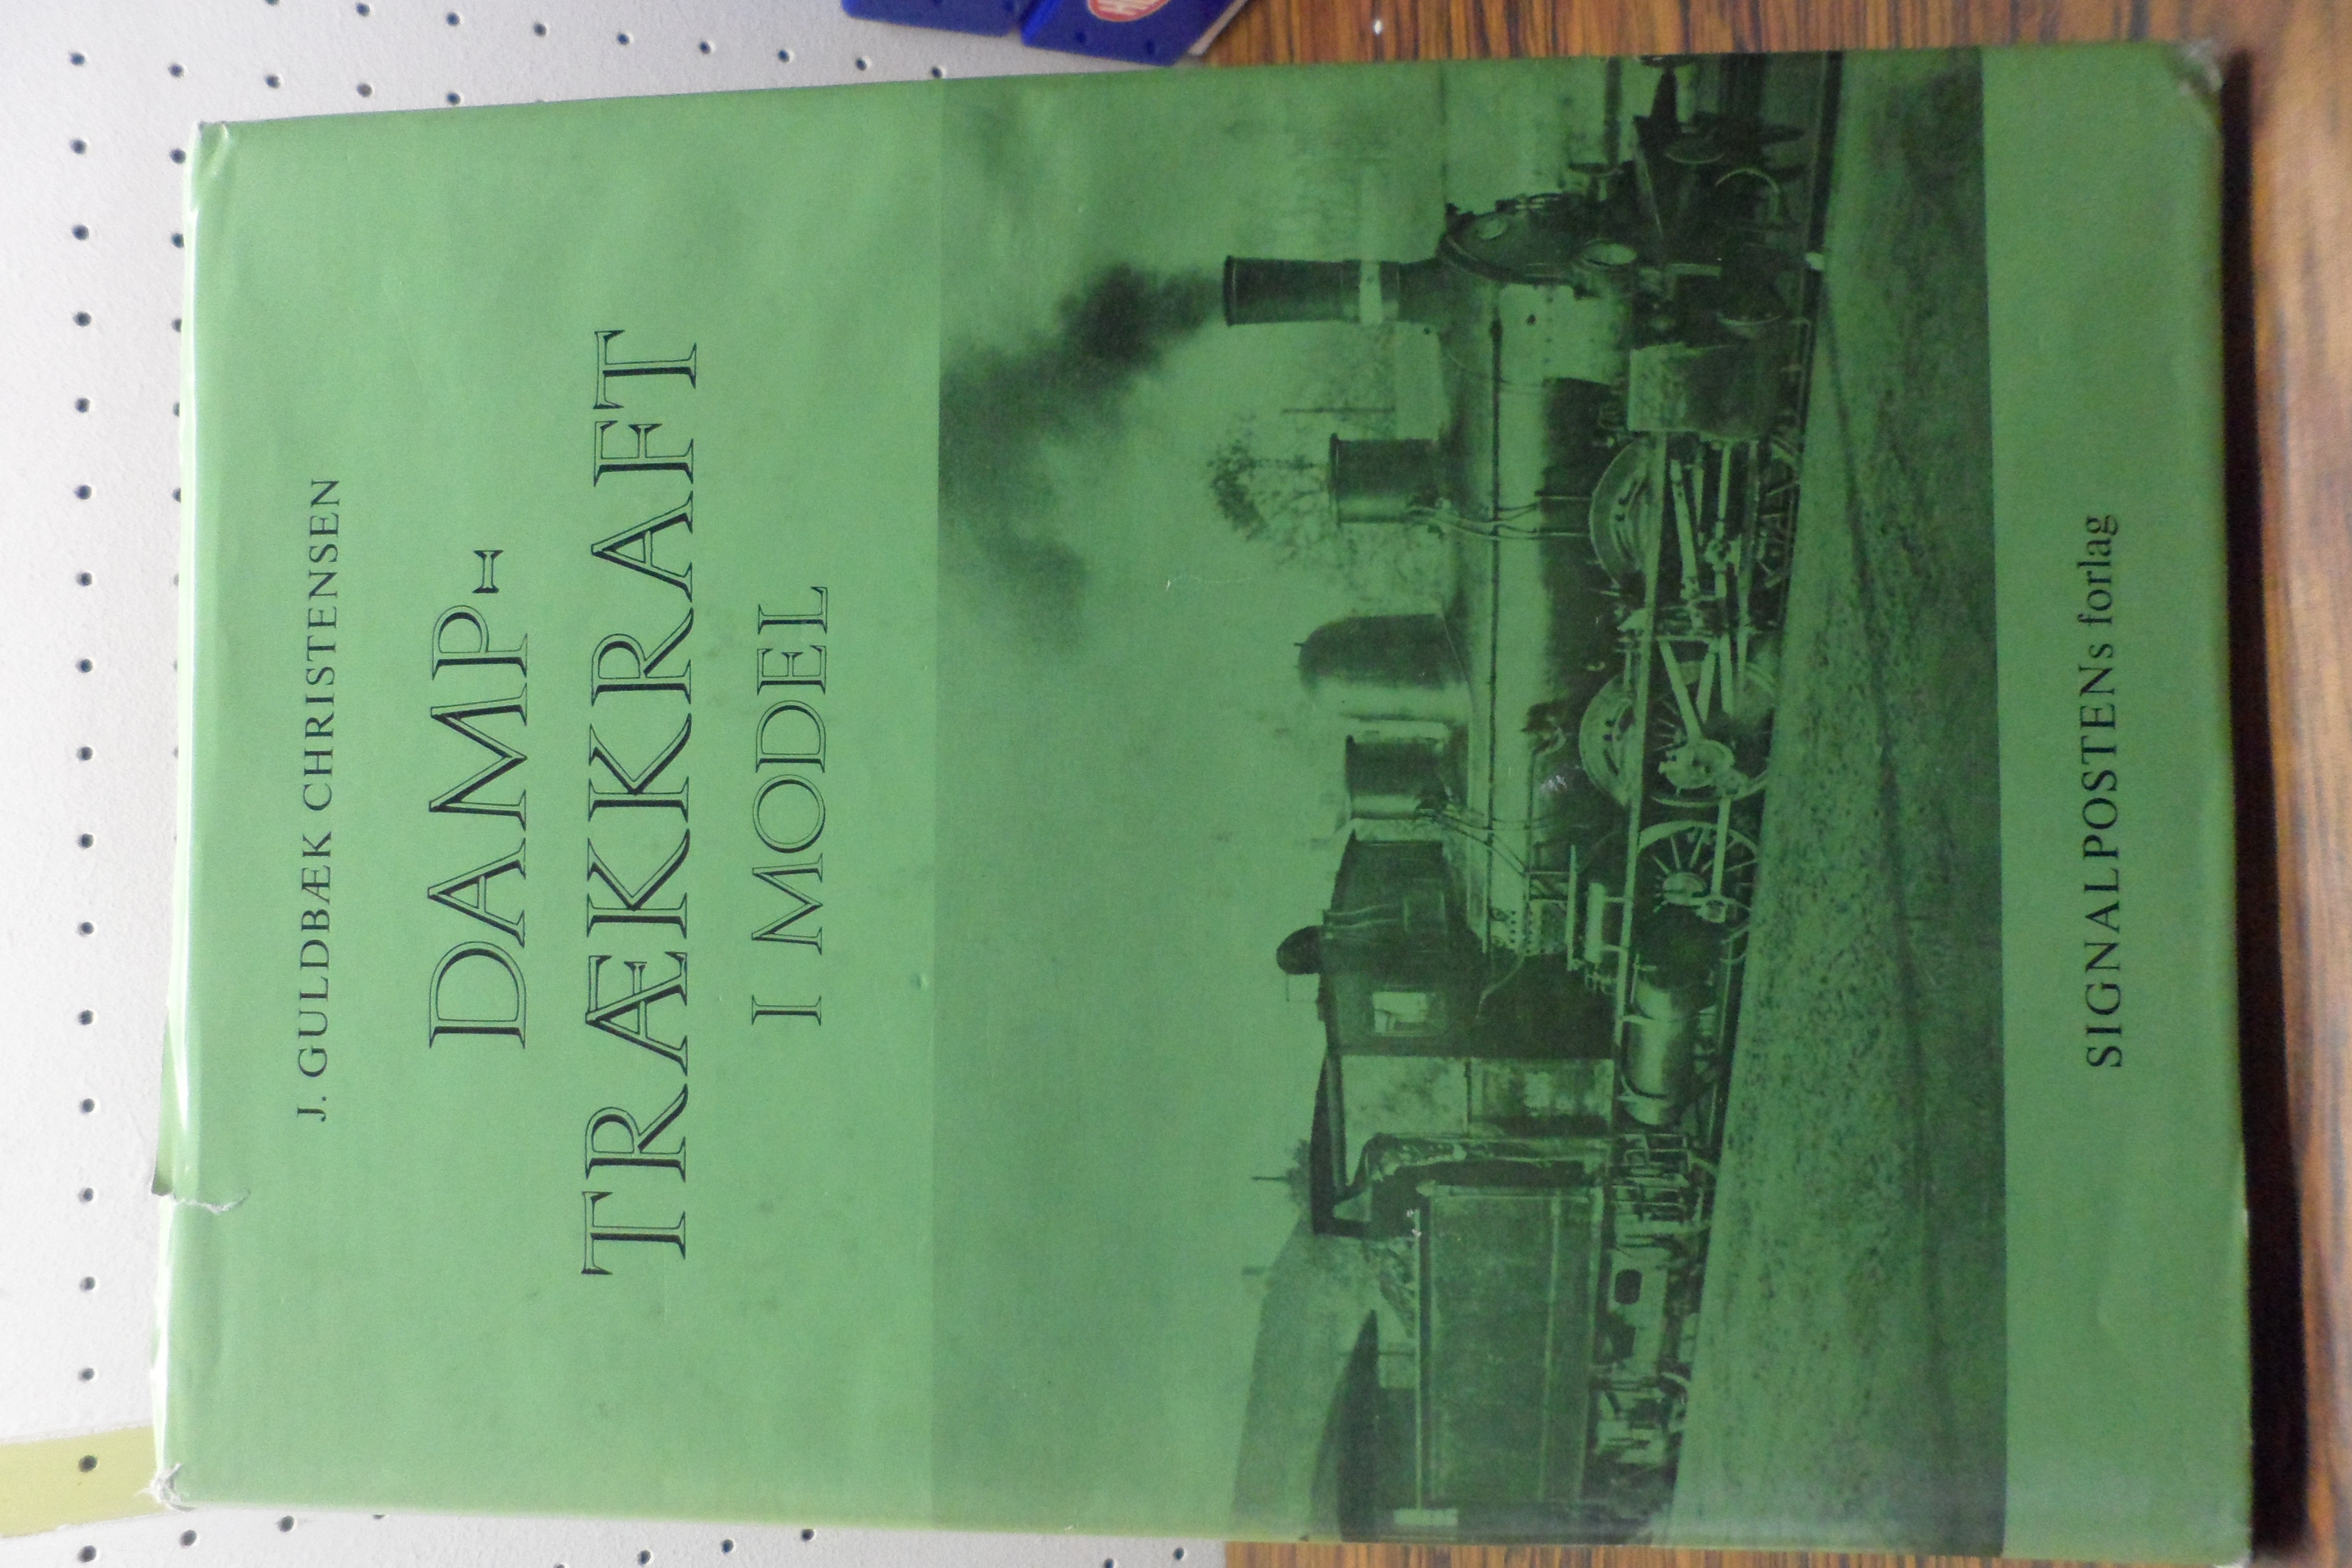 J. GULDBÆK CHRISTENSEN
DAMP-
TRÆKKRAFT
I MODEL
SIGNALPOSTENs forlag